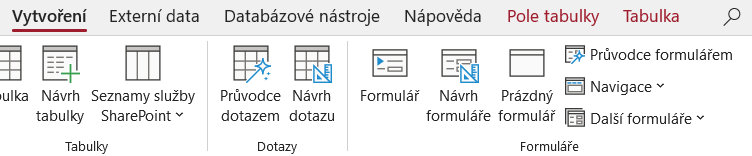 Vytvoření Externí data Databázové nástroje Nápověda Pole tabulky Tabulka
Návrh tabulky
Seznamy služby SharePoint
Průvodce dotazem
Návrh dotazu
Formulář
Návrh formuláře
Prázdný formulář
Průvodce formulářem
Navigace
Další formuláře
Tabulky Dotazy Formuláře